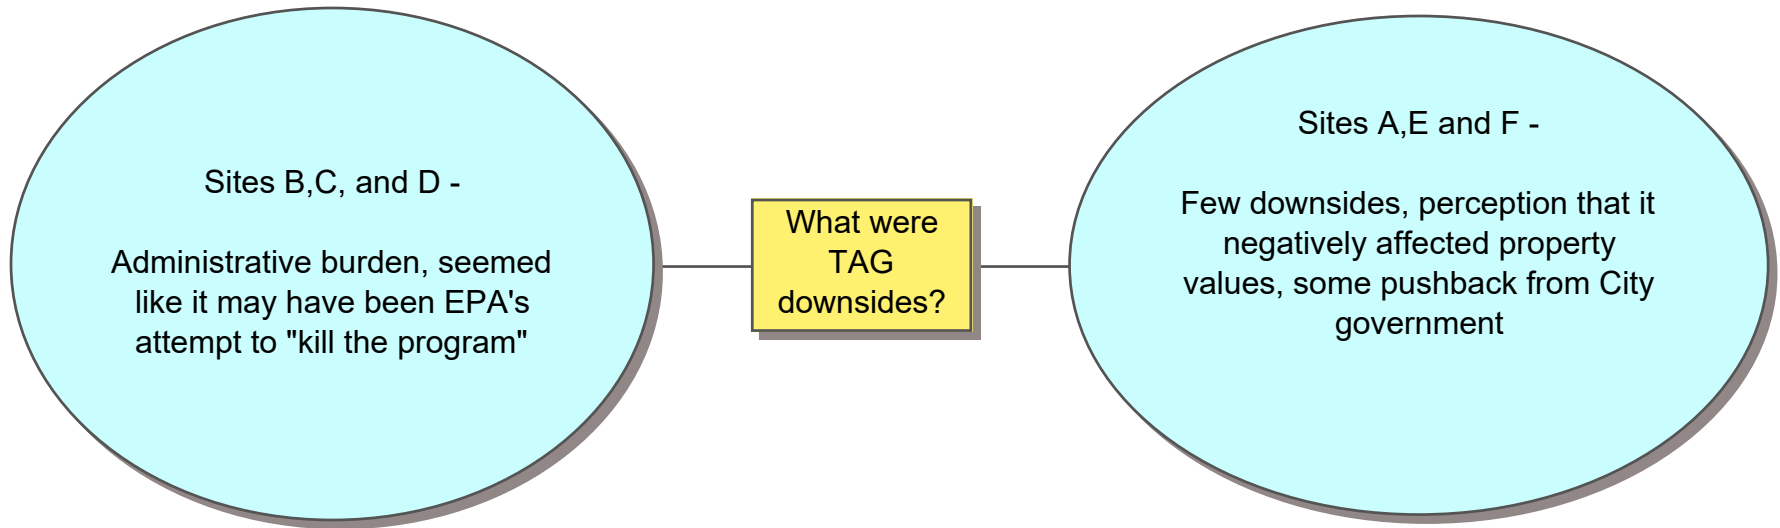 Sites B,C, and D -
Administrative burden, seemed
like it may have been EPA's
attempt to "kill the program"
What were
TAG
downsides?
Sites A,E and F -
Few downsides, perception that it
negatively affected property
values, some pushback from City
government